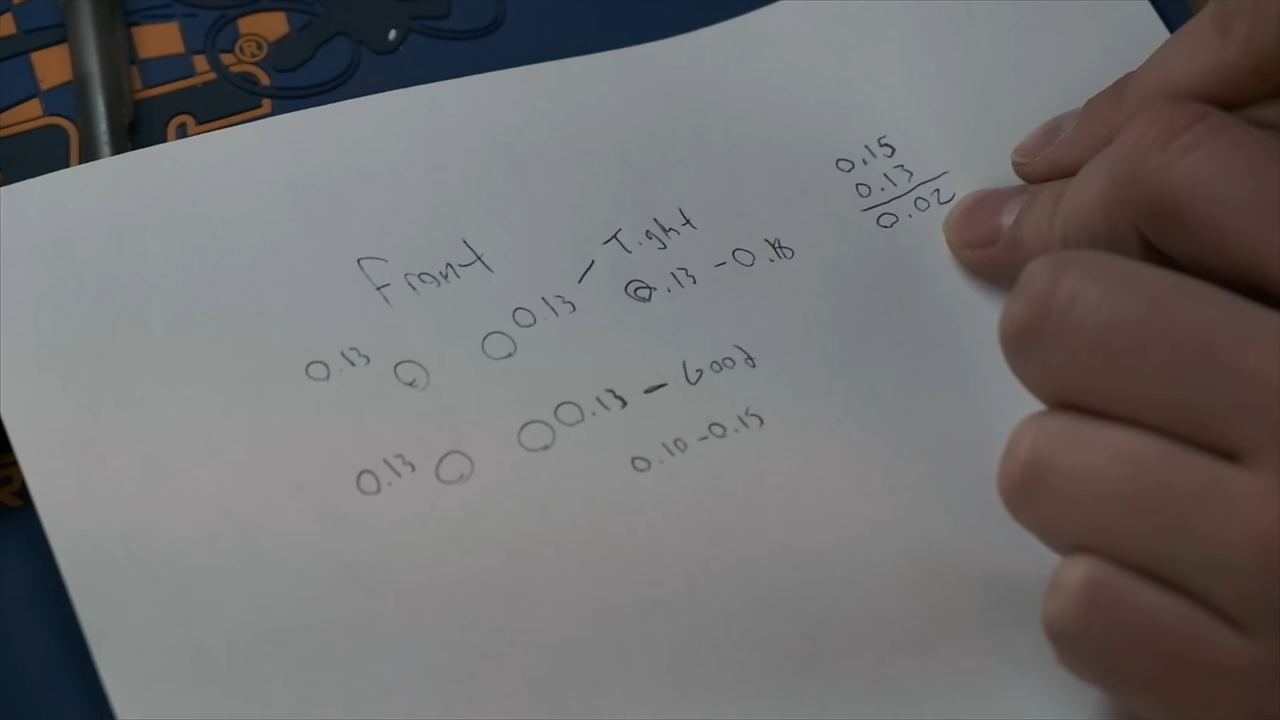 Front
0.13 0.13 - Tight
0.13 - 0.18
0.13 0.13 - Good
0.10 - 0.15
0.15
0.13
0.02
®